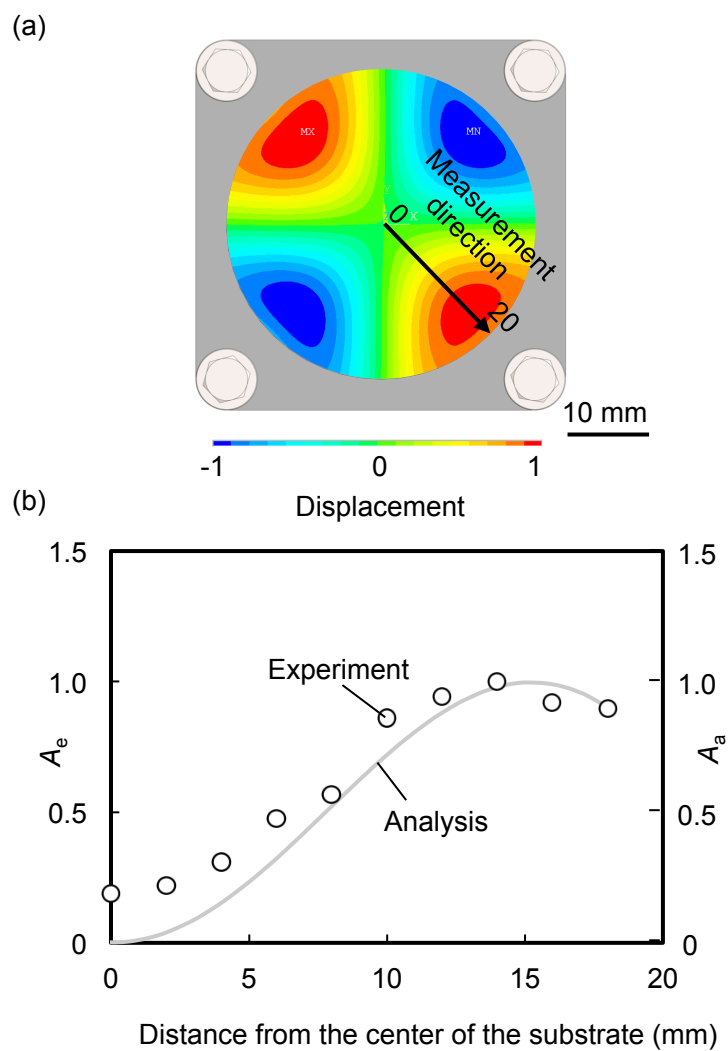 (a)
MX
MN
Y
X
0
Measurement
direction
20
10 mm
-1
0
1
Displacement
(b)
1.5
1.0
0.5
0
Ae
Experiment
Analysis
1.5
1.0
0.5
0
Aa
0
5
10
15
20
Distance from the center of the substrate (mm)